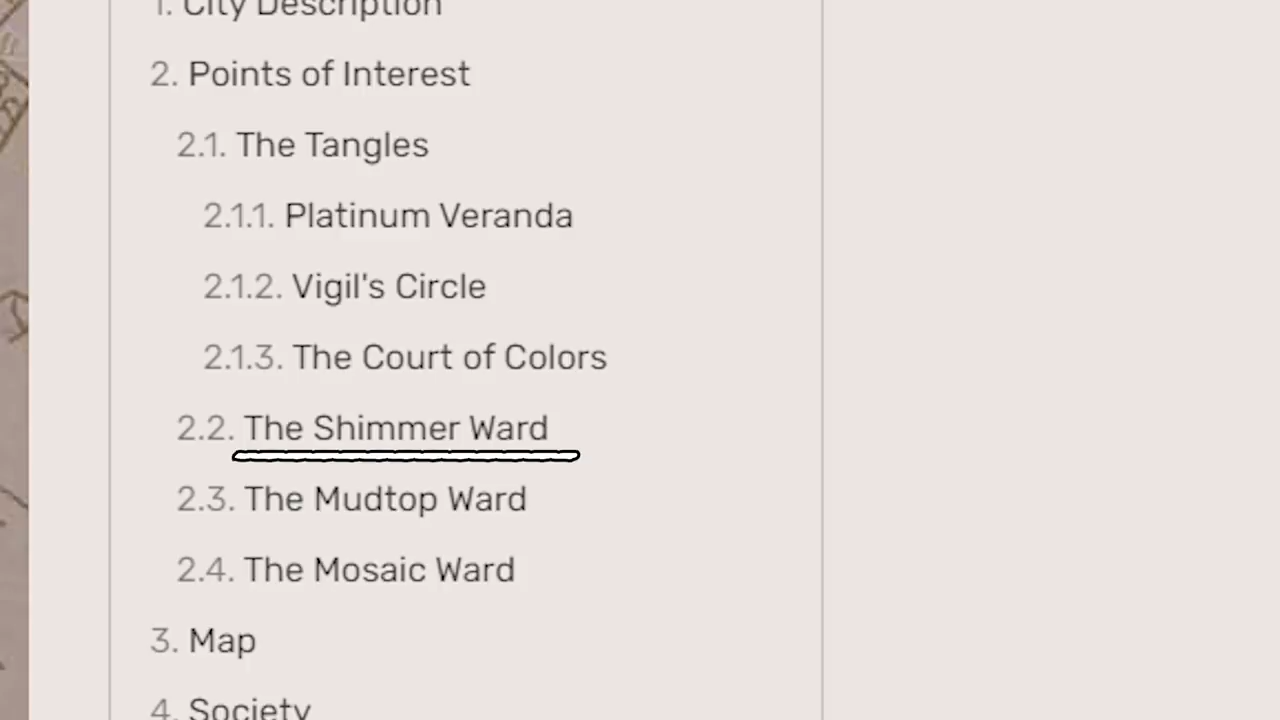 1. City Description
2. Points of Interest
2.1. The Tangles
2.1.1. Platinum Veranda
2.1.2. Vigil's Circle
2.1.3. The Court of Colors
2.2. The Shimmer Ward
2.3. The Mudtop Ward
2.4. The Mosaic Ward
3. Map
4. Society